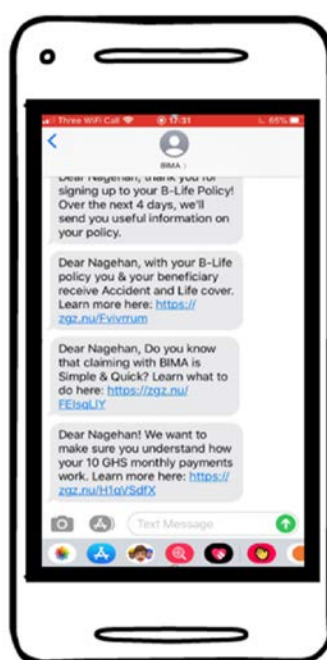 Three WiFi Call 17:31 65%
BIMA
Dear Nagehan, thank you for
signing up to your B-Life Policy!
Over the next 4 days, we'll
send you useful information on
your policy.
Dear Nagehan, with your B-Life
policy you & your beneficiary
receive Accident and Life cover.
Learn more here: https://
zgz.nu/Fvivrrum
Dear Nagehan, Do you know
that claiming with BIMA is
Simple & Quick? Learn what to
do here: https://zgz.nu/
FEIsqLIY
Dear Nagehan! We want to
make sure you understand how
your 10 GHS monthly payments
work. Learn more here: https://
zgz.nu/H1qVSdfX
Text Message